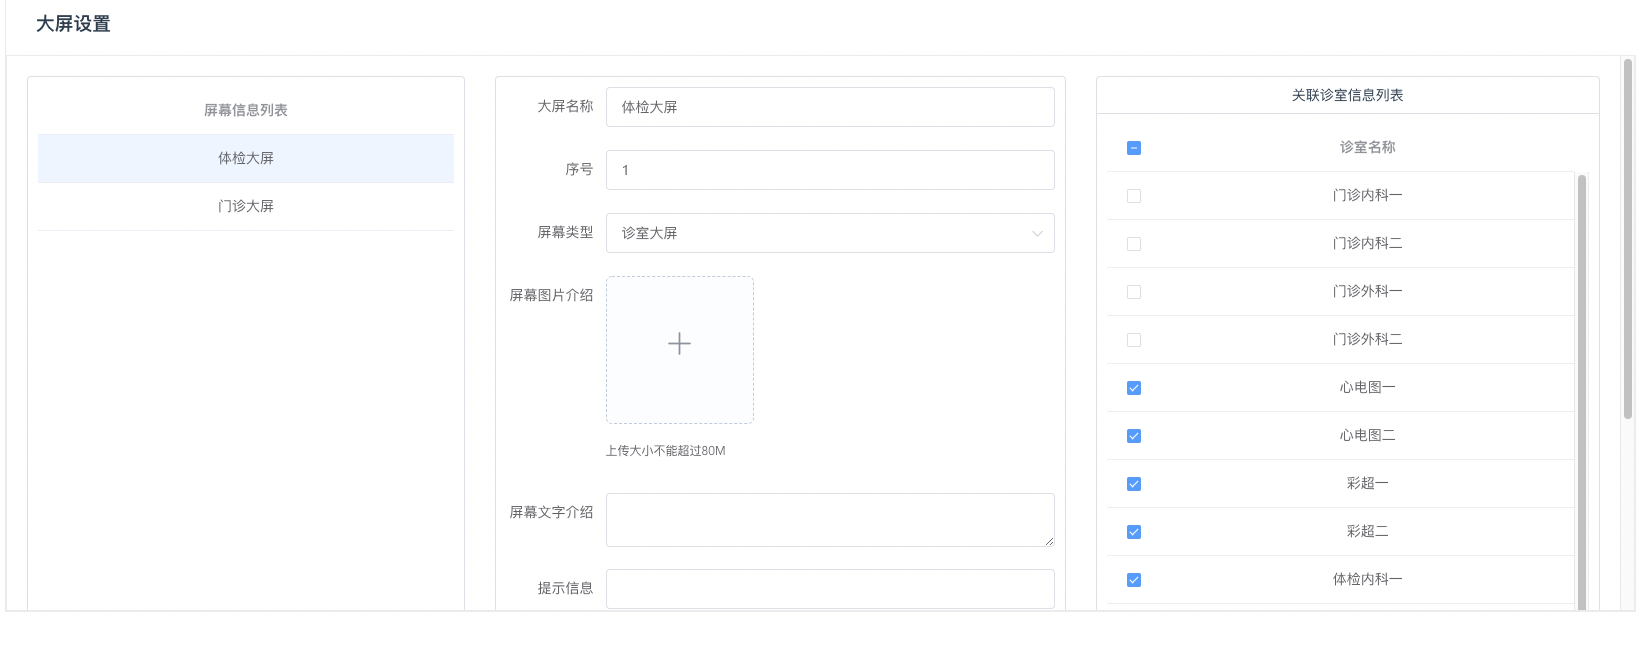 大屏设置
屏幕信息列表
体检大屏
门诊大屏
大屏名称
体检大屏
序号
1
屏幕类型
诊室大屏
屏幕图片介绍
上传大小不能超过80M
屏幕文字介绍
提示信息
关联诊室信息列表
诊室名称
门诊内科一
门诊内科二
门诊外科一
门诊外科二
心电图一
心电图二
彩超一
彩超二
体检内科一